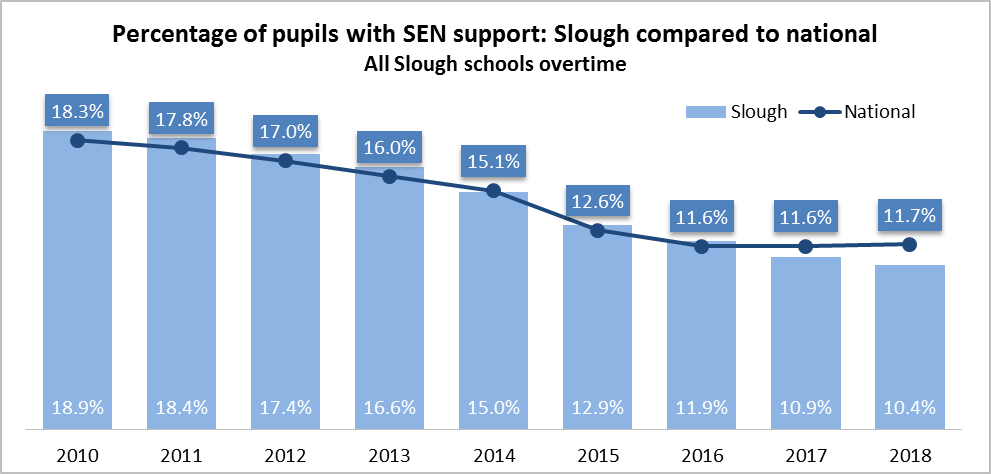 Percentage of pupils with SEN support: Slough compared to national
All Slough schools overtime
Slough National
18.3% 17.8% 17.0% 16.0% 15.1% 12.6% 11.6% 11.6% 11.7%
18.9% 18.4% 17.4% 16.6% 15.0% 12.9% 11.9% 10.9% 10.4%
2010 2011 2012 2013 2014 2015 2016 2017 2018